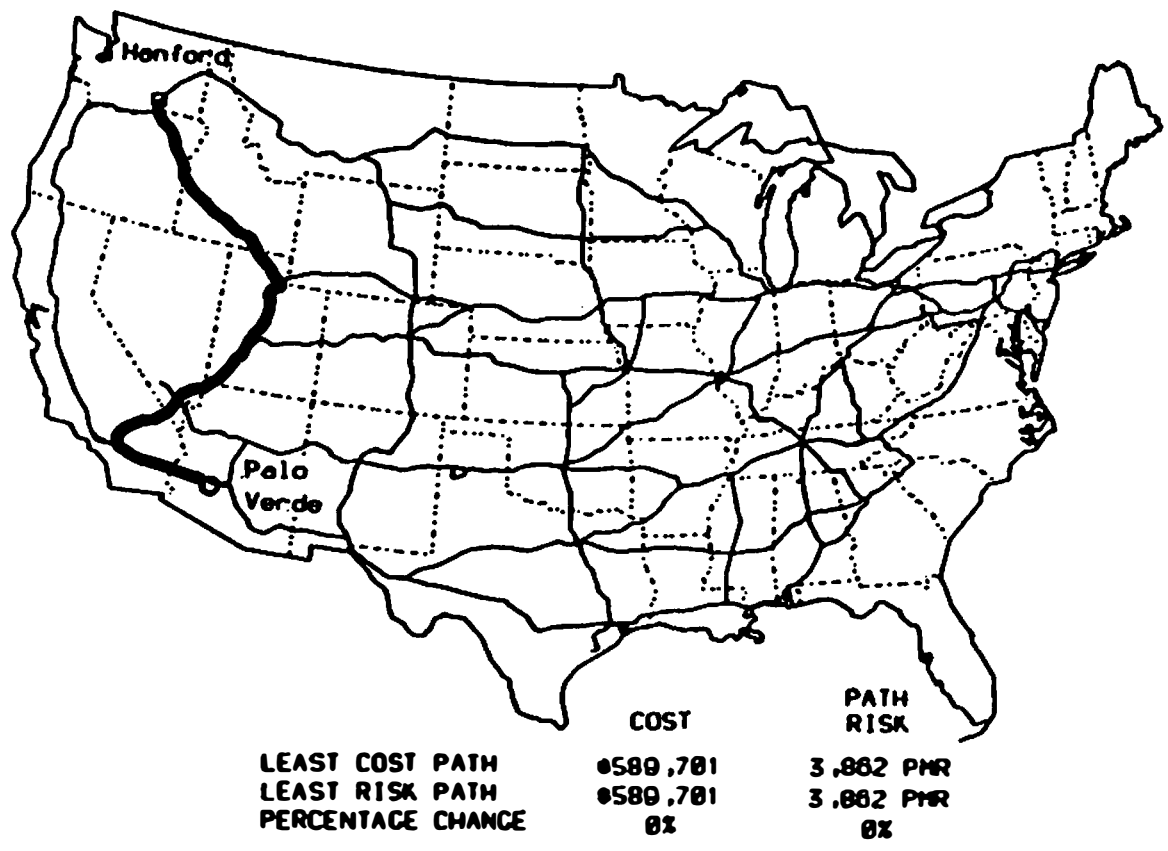 Hanford
Palo
Verde
COST
PATH
RISK
LEAST COST PATH $589,701 3,862 PMR
LEAST RISK PATH $589,701 3,862 PMR
PERCENTAGE CHANGE 0% 0%